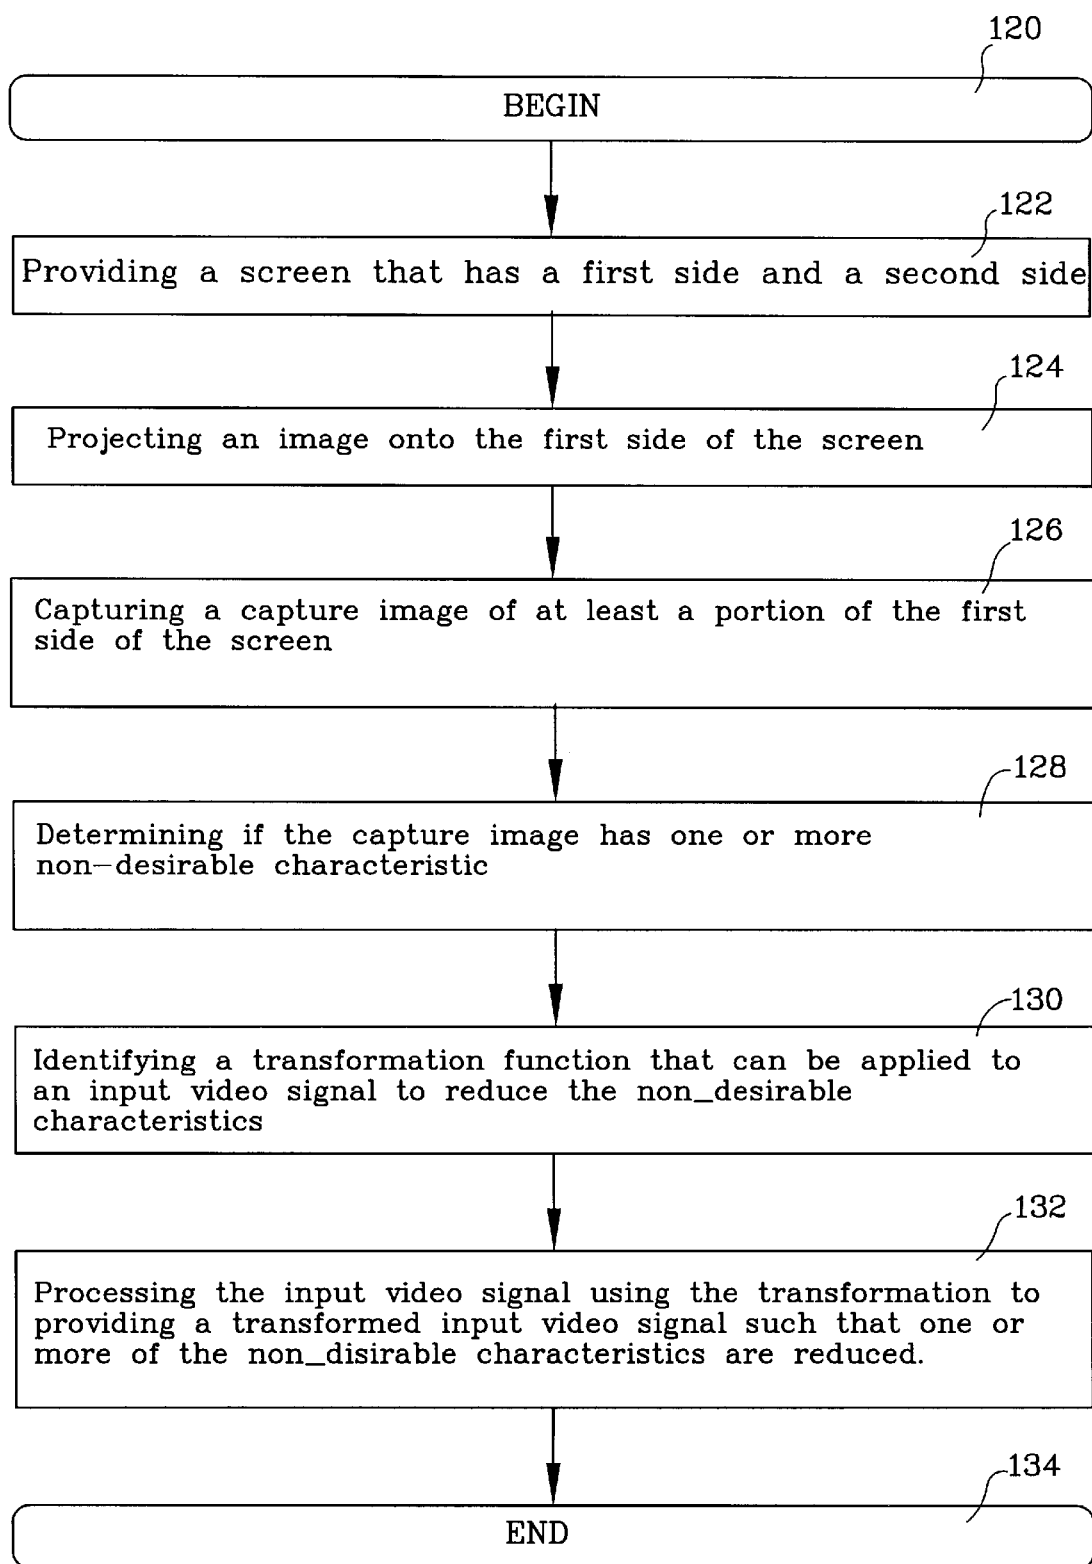 120
BEGIN
122
Providing a screen that has a first side and a second side
124
Projecting an image onto the first side of the screen
126
Capturing a capture image of at least a portion of the first
side of the screen
128
Determining if the capture image has one or more
non-desirable characteristic
130
Identifying a transformation function that can be applied to
an input video signal to reduce the non_desirable
characteristics
132
Processing the input video signal using the transformation to
providing a transformed input video signal such that one or
more of the non_disirable characteristics are reduced.
134
END